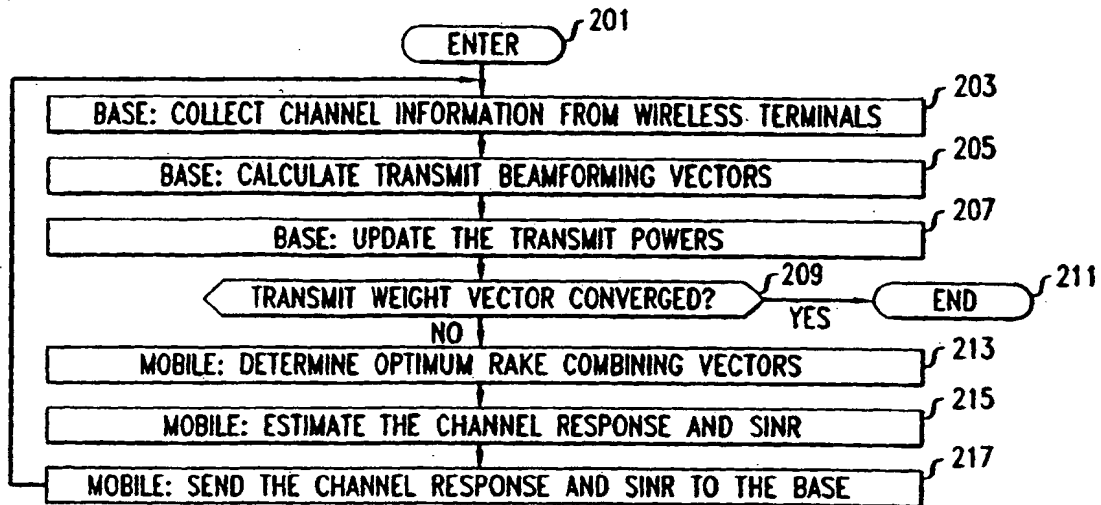 ENTER
201
BASE: COLLECT CHANNEL INFORMATION FROM WIRELESS TERMINALS
203
BASE: CALCULATE TRANSMIT BEAMFORMING VECTORS
205
BASE: UPDATE THE TRANSMIT POWERS
207
TRANSMIT WEIGHT VECTOR CONVERGED?
209
YES
END
211
NO
MOBILE: DETERMINE OPTIMUM RAKE COMBINING VECTORS
213
MOBILE: ESTIMATE THE CHANNEL RESPONSE AND SINR
215
MOBILE: SEND THE CHANNEL RESPONSE AND SINR TO THE BASE
217